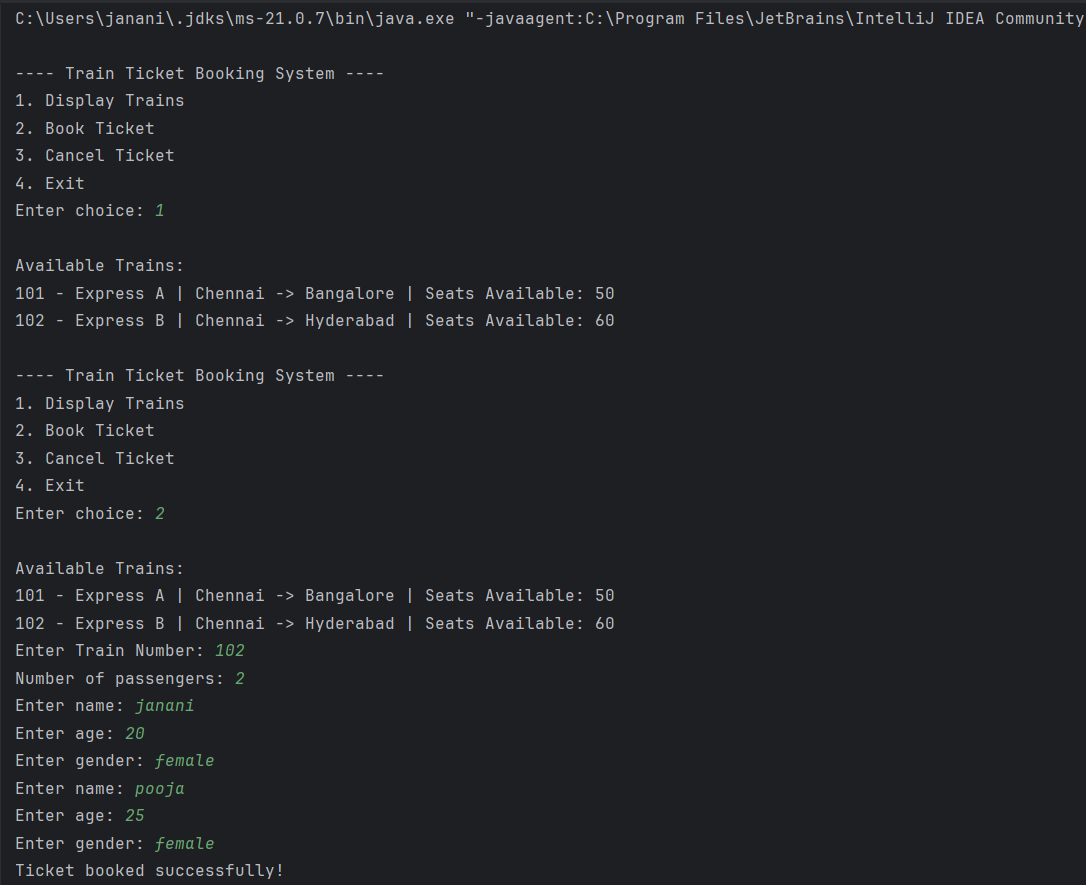 C:\Users\janani\.jdks\ms-21.0.7\bin\java.exe "-javaagent:C:\Program Files\JetBrains\IntelliJ IDEA Community
---- Train Ticket Booking System ----
1. Display Trains
2. Book Ticket
3. Cancel Ticket
4. Exit
Enter choice: 1
Available Trains:
101 - Express A | Chennai -> Bangalore | Seats Available: 50
102 - Express B | Chennai -> Hyderabad | Seats Available: 60
---- Train Ticket Booking System ----
1. Display Trains
2. Book Ticket
3. Cancel Ticket
4. Exit
Enter choice: 2
Available Trains:
101 - Express A | Chennai -> Bangalore | Seats Available: 50
102 - Express B | Chennai -> Hyderabad | Seats Available: 60
Enter Train Number: 102
Number of passengers: 2
Enter name: janani
Enter age: 20
Enter gender: female
Enter name: pooja
Enter age: 25
Enter gender: female
Ticket booked successfully!